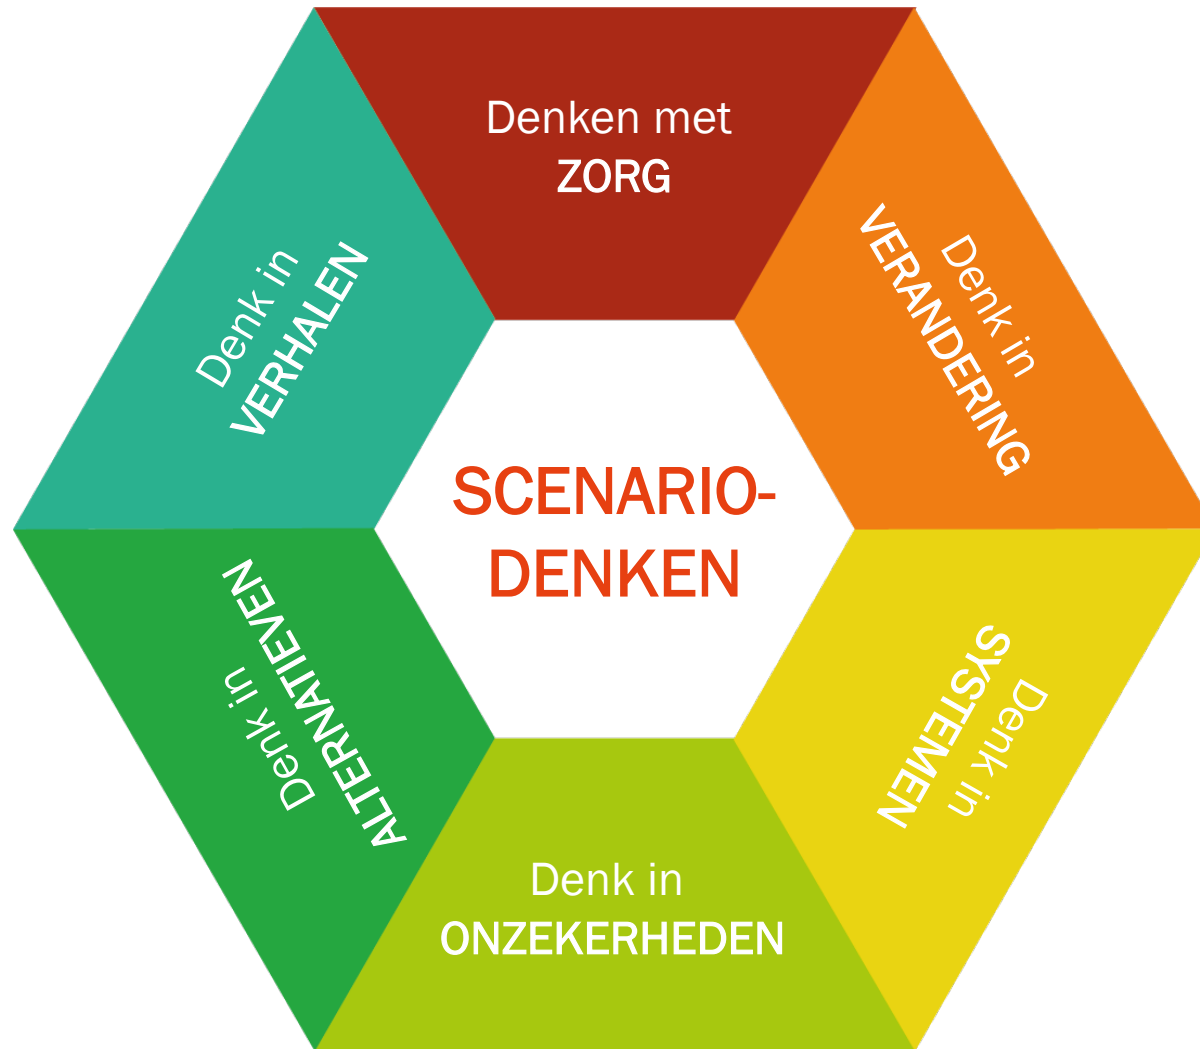 Denken met
ZORG
Denk in
VERANDERING
Denk in
SYSTEMEN
Denk in
ONZEKERHEDEN
Denk in
ALTERNATIEVEN
Denk in
VERHALEN
SCENARIO-
DENKEN